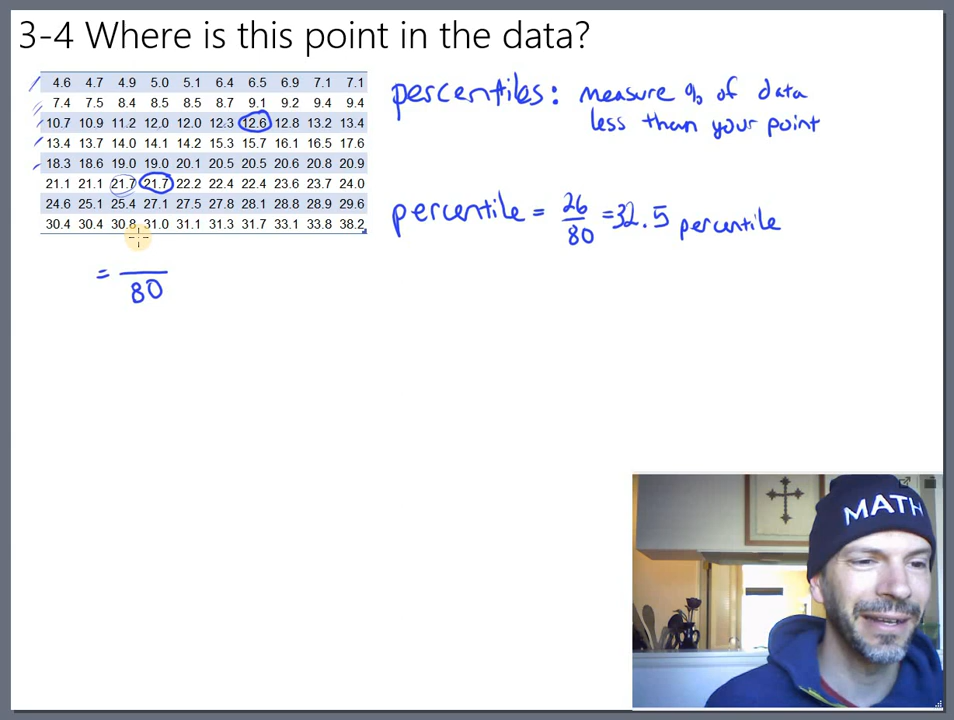 3-4 Where is this point in the data?
4.6 4.7 4.9 5.0 5.1 6.4 6.5 6.9 7.1 7.1
7.4 7.5 8.4 8.5 8.5 8.7 9.1 9.2 9.4 9.4
10.7 10.9 11.2 12.0 12.0 12.3 12.6 12.8 13.2 13.4
13.4 13.7 14.0 14.1 14.2 15.3 15.7 16.1 16.5 17.6
18.3 18.6 19.0 19.0 20.1 20.5 20.5 20.6 20.8 20.9
21.1 21.1 21.7 21.7 22.2 22.4 22.4 23.6 23.7 24.0
24.6 25.1 25.4 27.1 27.5 27.8 28.1 28.8 28.9 29.6
30.4 30.4 30.8 31.0 31.1 31.3 31.7 33.1 33.8 38.2
percentiles: measure % of data
less than your point
percentile = 26/80 = 32.5 percentile
= /80
MATH